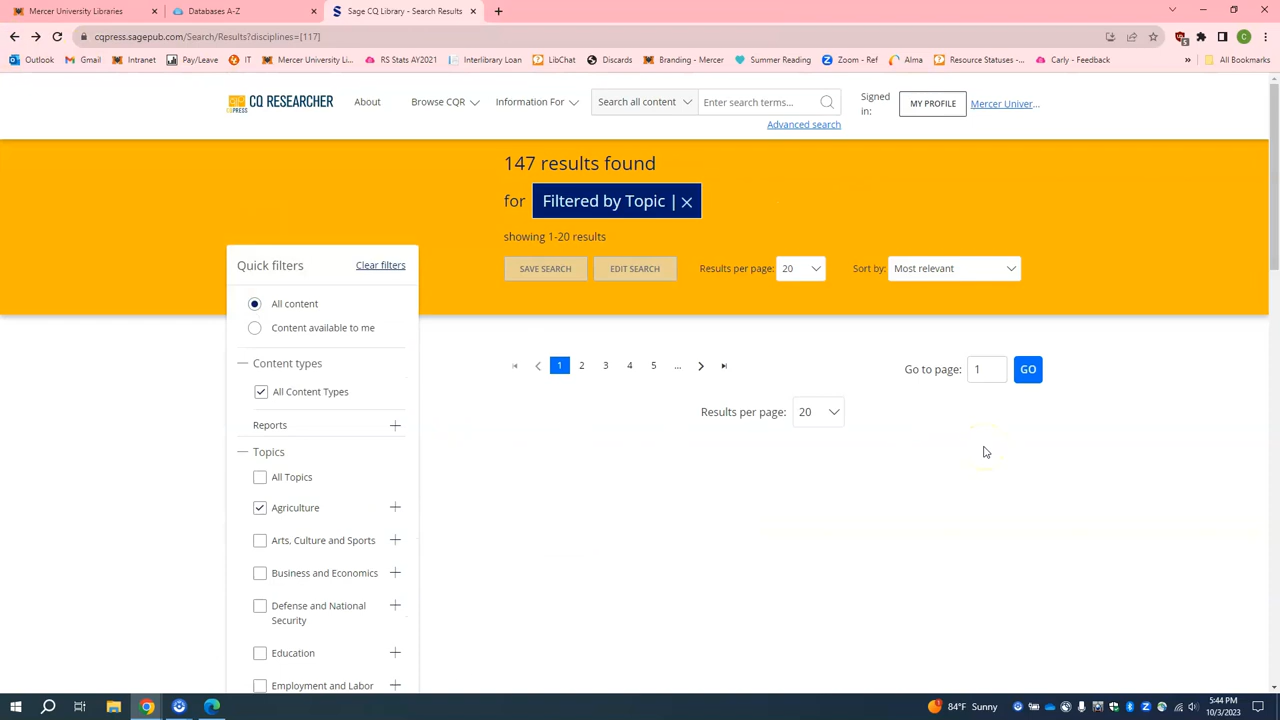 Mercer University Libraries
Databases A-Z
Sage CQ Library - Search Results
cqpress.sagepub.com/Search/Results?disciplines=[117]
Outlook
Gmail
Intranet
Pay/Leave
IT
Mercer University Li...
RS Stats AY2021
Interlibrary Loan
LibChat
Discards
Branding - Mercer
Summer Reading
Zoom - Ref
Alma
Resource Statuses -...
Carly - Feedback
»
All Bookmarks
CQ RESEARCHER
About
Browse CQR
Information For
Search all content
Enter search terms...
Advanced search
Signed in:
MY PROFILE
Mercer Univer...
147 results found
for Filtered by Topic | ×
showing 1-20 results
SAVE SEARCH
EDIT SEARCH
Results per page: 20
Sort by: Most relevant
Quick filters
Clear filters
All content
Content available to me
Content types
All Content Types
Reports
Topics
All Topics
Agriculture
Arts, Culture and Sports
Business and Economics
Defense and National
Security
Education
Employment and Labor
1 2 3 4 5 ...
Go to page: 1 GO
Results per page: 20
84°F Sunny
5:44 PM
10/3/2023